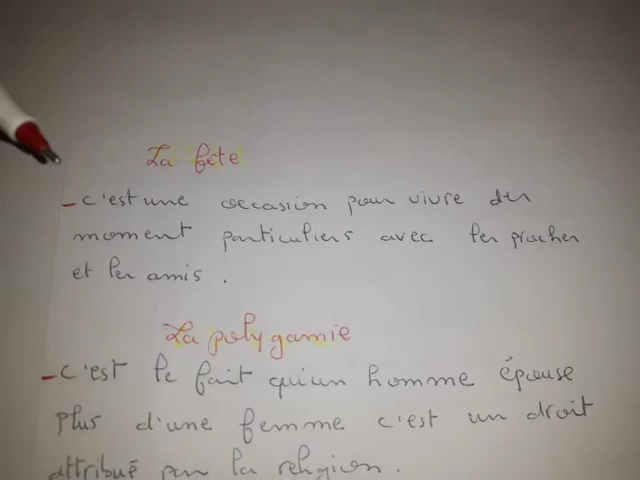 La fête
- c'est une occasion pour vivre des
moment particuliers avec les proches
et les amis .
La polygamie
- c'est le fait qu'un homme épouse
plus d'une femme c'est un droit
attribué par la religion .